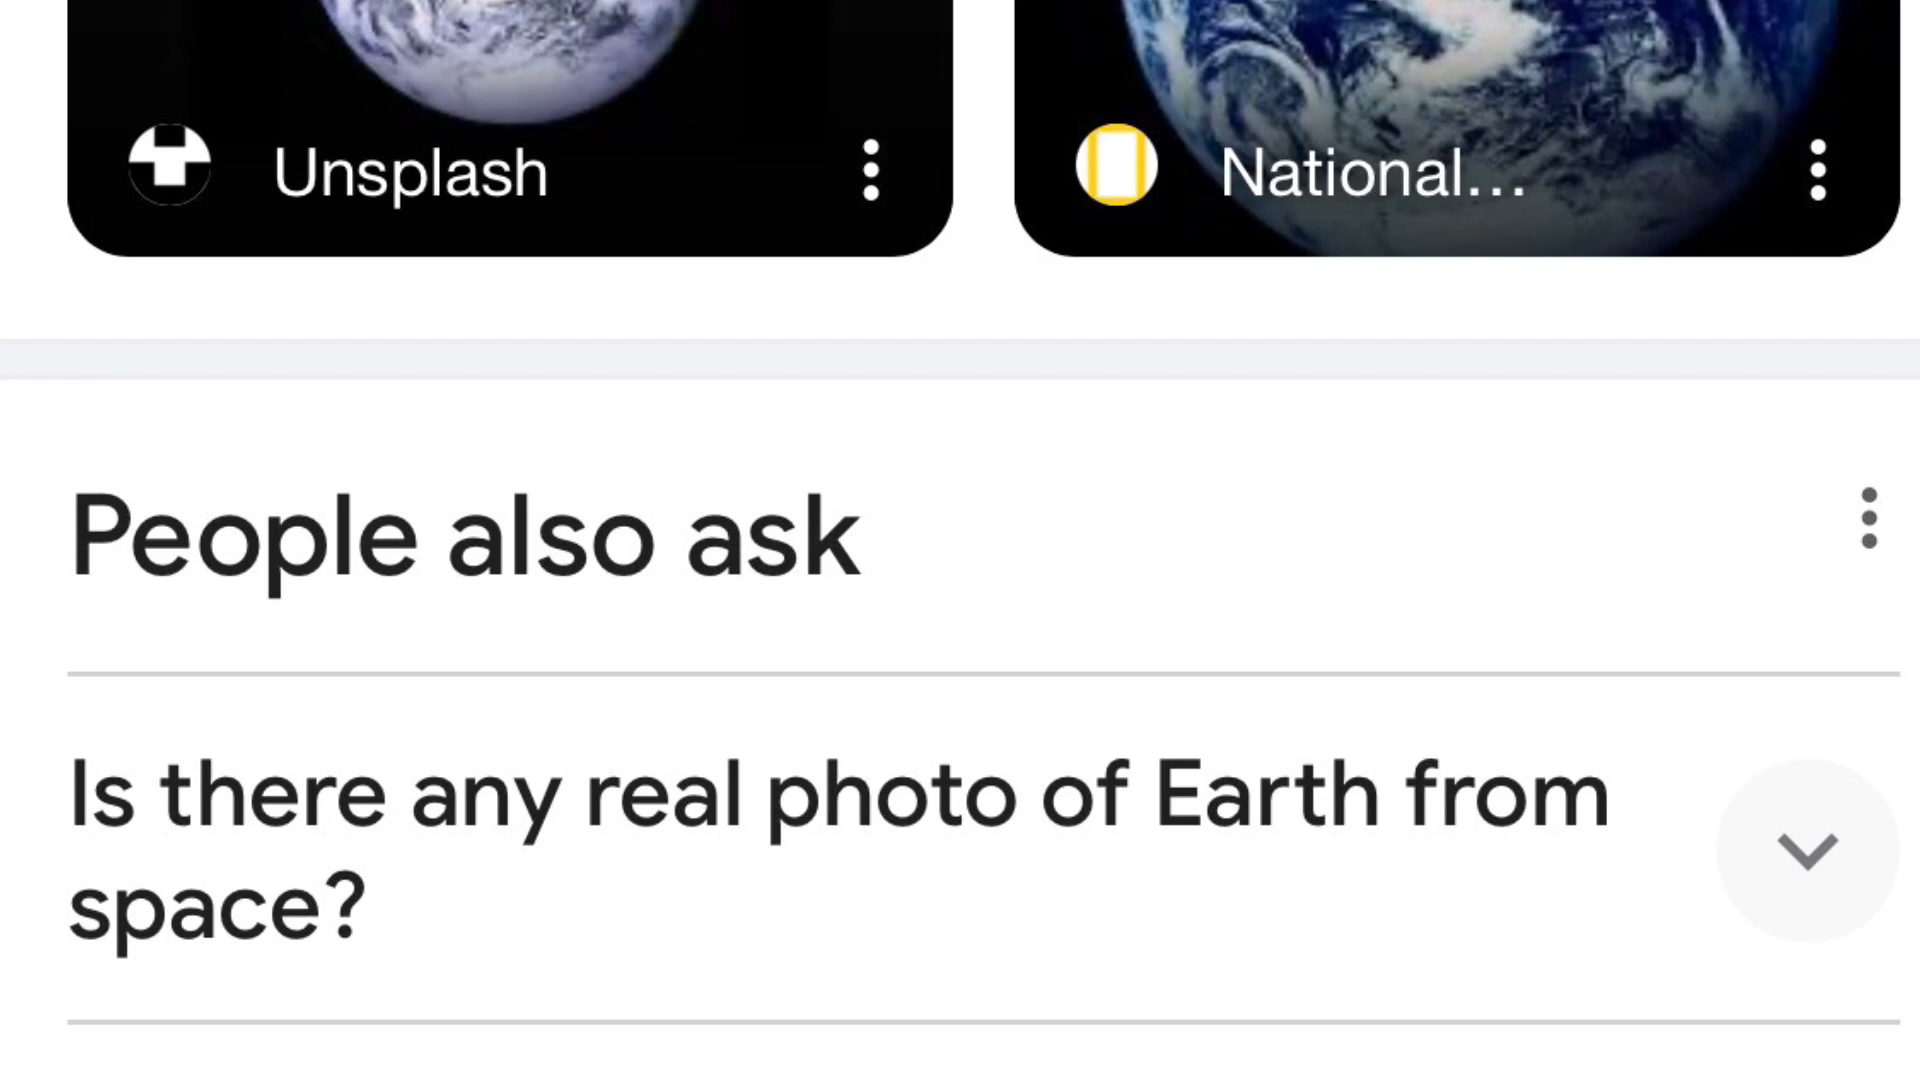 Unsplash
National...
People also ask
Is there any real photo of Earth from
space?